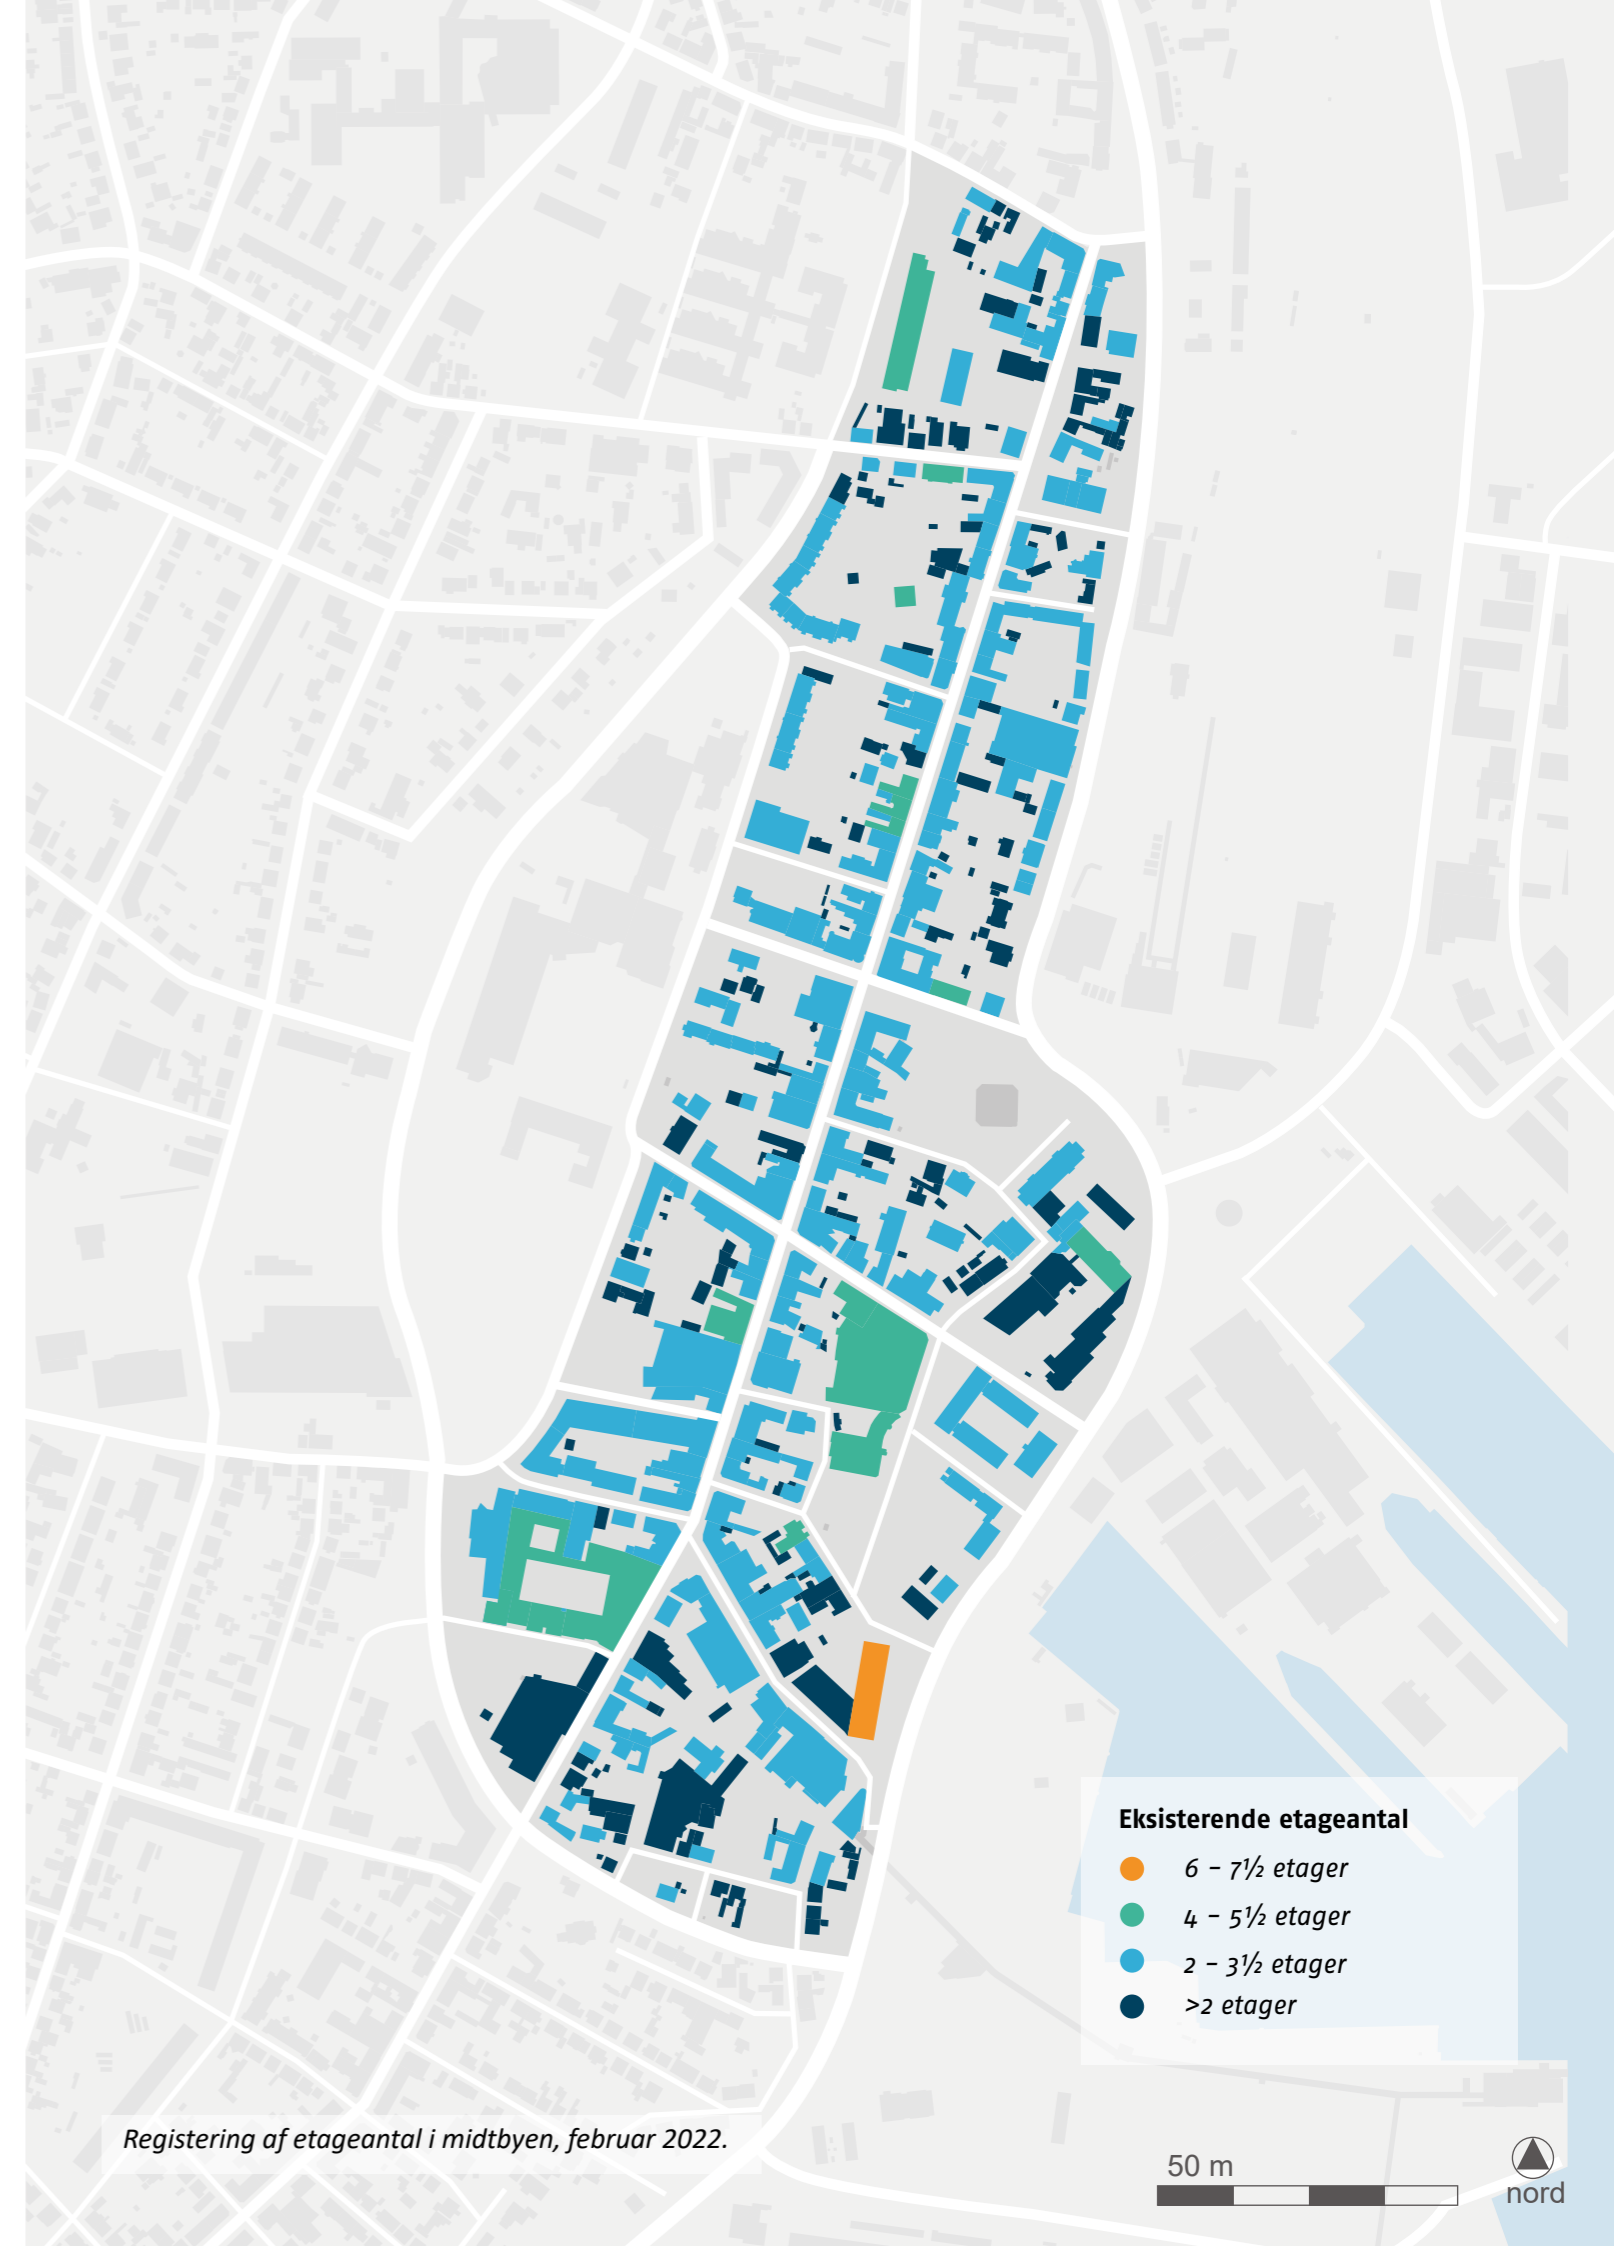 Eksisterende etageantal
6 – 7½ etager
4 – 5½ etager
2 – 3½ etager
>2 etager
Registering af etageantal i midtbyen, februar 2022.
50 m
nord